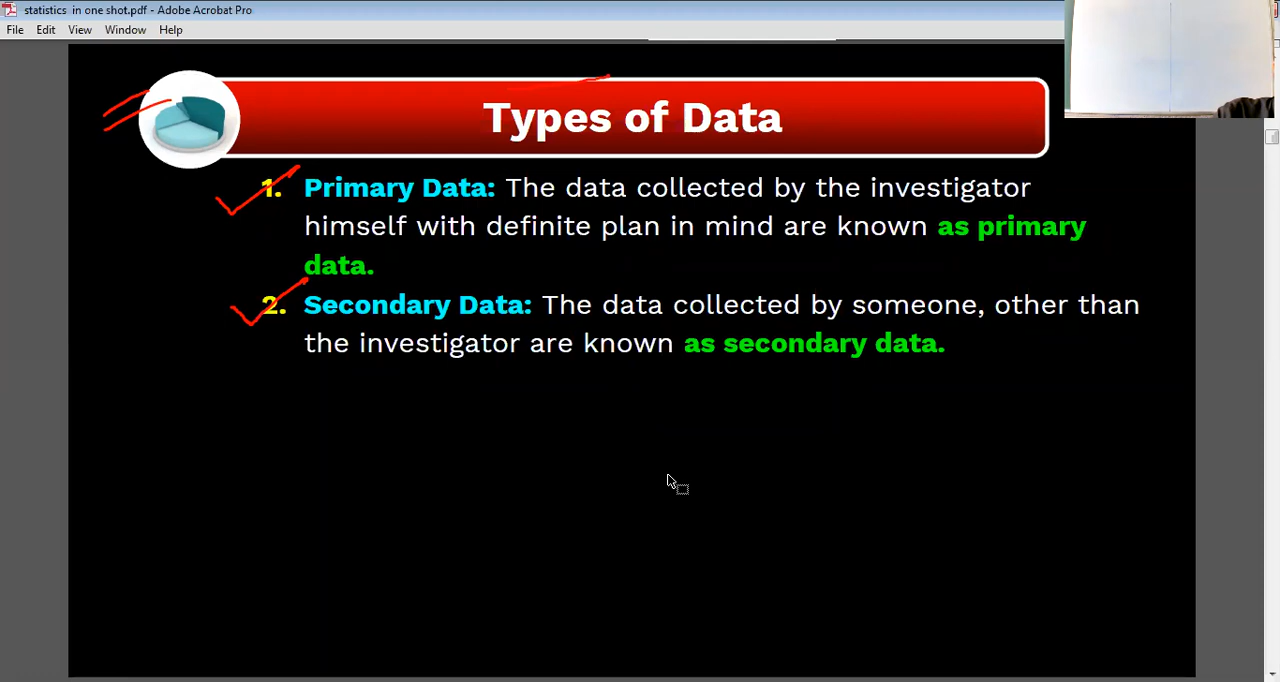 statistics in one shot.pdf - Adobe Acrobat Pro
File Edit View Window Help
Types of Data
1. Primary Data: The data collected by the investigator
himself with definite plan in mind are known as primary
data.
2. Secondary Data: The data collected by someone, other than
the investigator are known as secondary data.